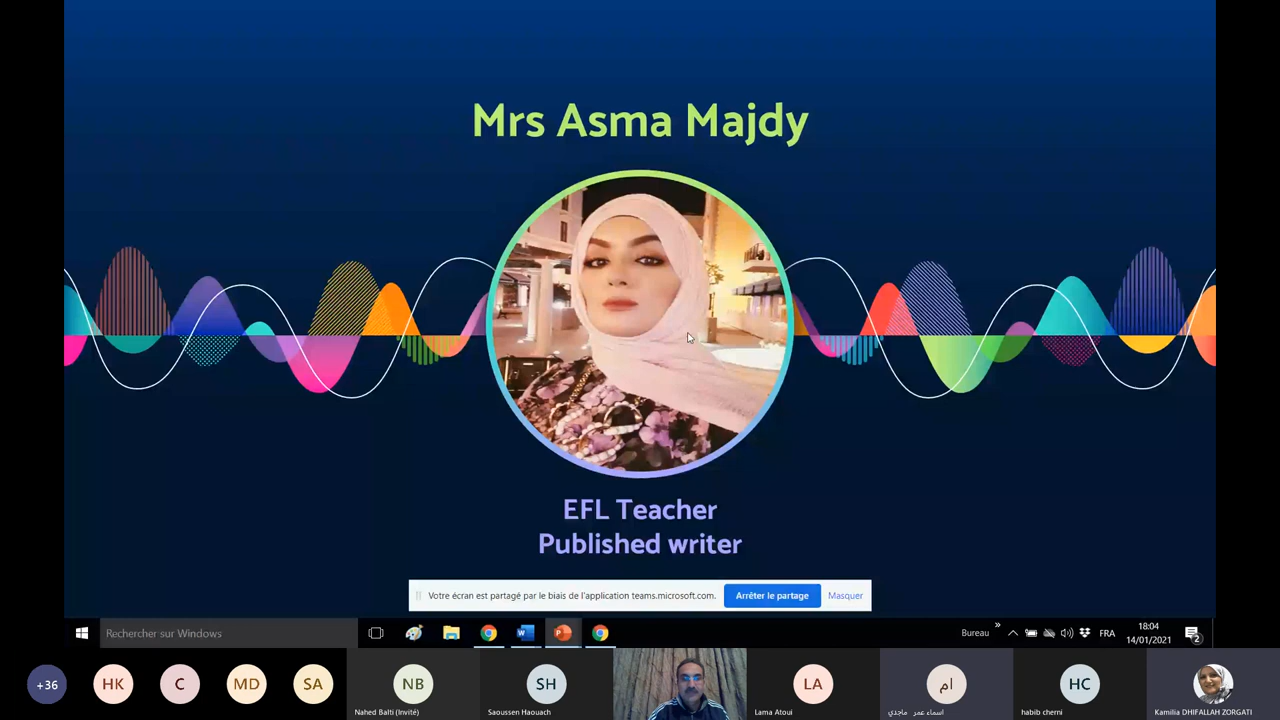 Mrs Asma Majdy
EFL Teacher
Published writer
Votre écran est partagé par le biais de l'application teams.microsoft.com.
Arrêter le partage
Masquer
Rechercher sur Windows
Bureau
FRA
18:04
14/01/2021
2
+36
HK
C
MD
SA
NB
Nahed Balti (Invité)
SH
Saoussen Haouach
LA
Lama Atoui
ام
اسماء عمر ماجدي
HC
habib cherni
Kamilia DHIFALLAH ZORGATI